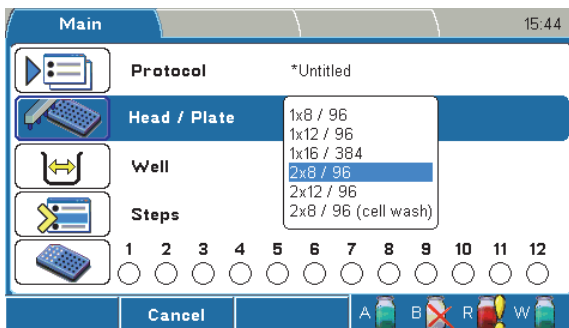 Main 15:44
Protocol *Untitled
Head / Plate
1x8 / 96
1x12 / 96
1x16 / 384
2x8 / 96
2x12 / 96
2x8 / 96 (cell wash)
Well
Steps
1 2 3 4 5 6 7 8 9 10 11 12
Cancel A B R W